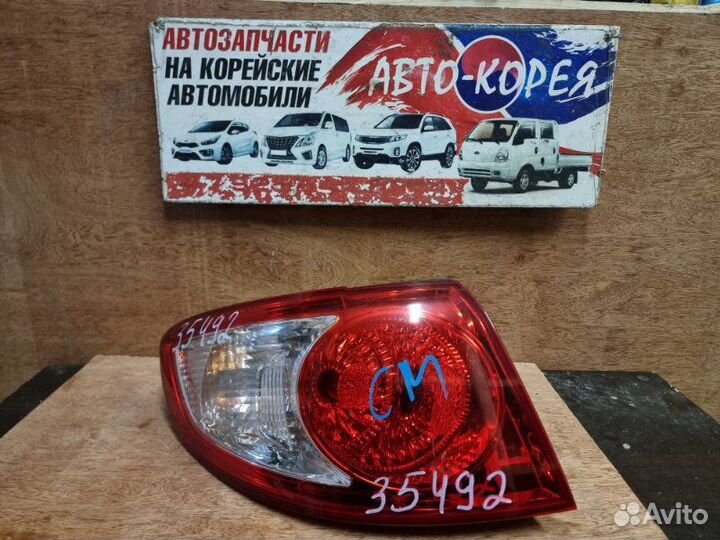 АВТОЗАПЧАСТИ
НА КОРЕЙСКИЕ
АВТОМОБИЛИ
АВТО-КОРЕЯ
35492
СМ
35492
Avito